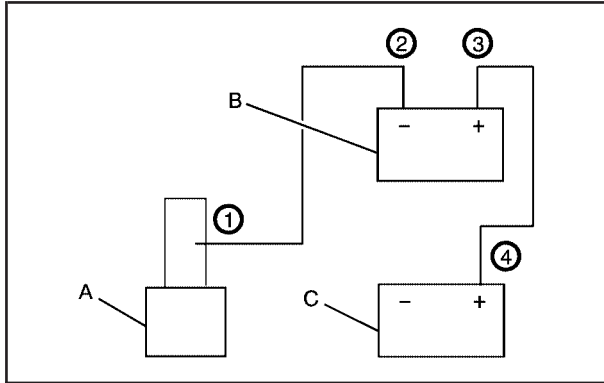 ② ③
B
− +
①
④
A
C
− +